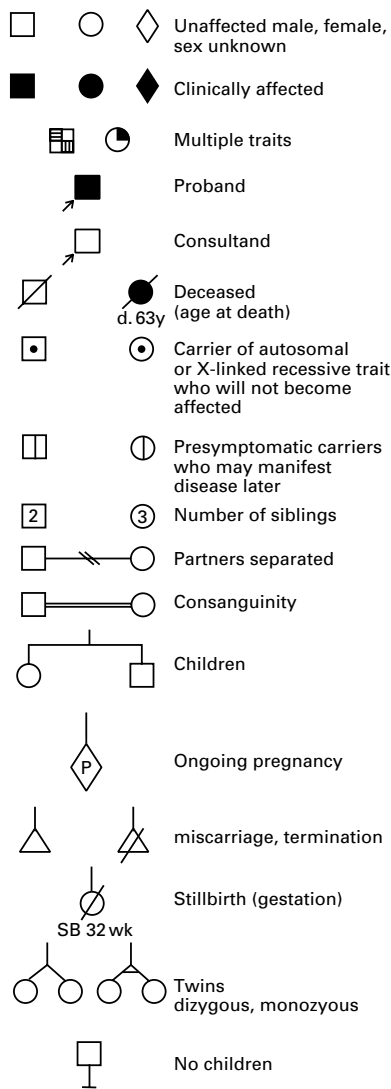 Unaffected male, female,
sex unknown
Clinically affected
Multiple traits
Proband
Consultand
Deceased
d. 63y (age at death)
Carrier of autosomal
or X-linked recessive trait
who will not become
affected
Presymptomatic carriers
who may manifest
disease later
2 3 Number of siblings
Partners separated
Consanguinity
Children
P Ongoing pregnancy
miscarriage, termination
Stillbirth (gestation)
SB 32 wk
Twins
dizygous, monozyous
No children